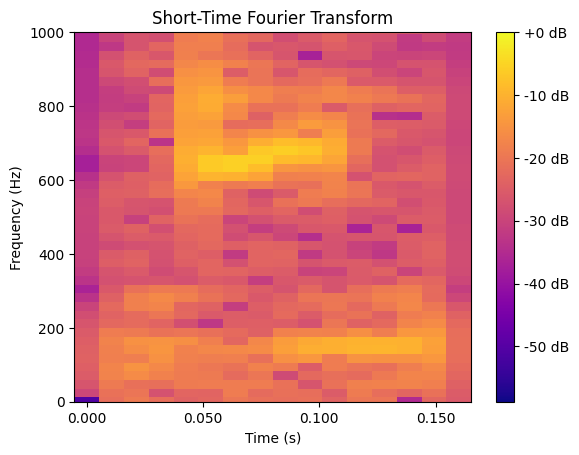 Short-Time Fourier Transform
1000
800
600
400
200
0
Frequency (Hz)
0.000
0.050
0.100
0.150
Time (s)
+0 dB
-10 dB
-20 dB
-30 dB
-40 dB
-50 dB